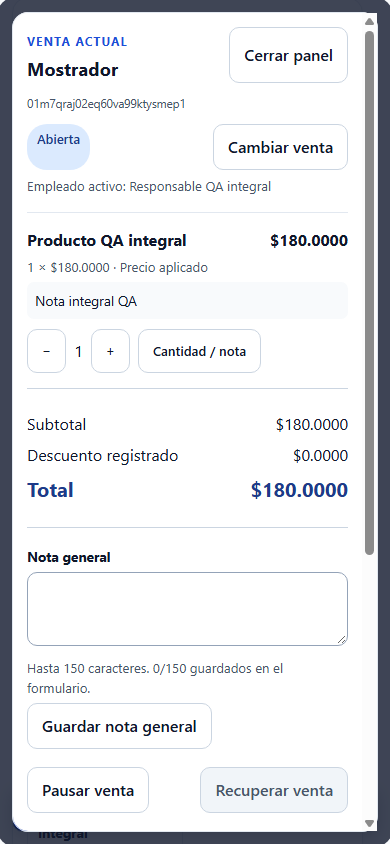 VENTA ACTUAL
Mostrador
Cerrar panel
01m7qraj02eq60va99ktysmep1
Abierta
Cambiar venta
Empleado activo: Responsable QA integral
Producto QA integral $180.0000
1 × $180.0000 · Precio aplicado
Nota integral QA
− 1 + Cantidad / nota
Subtotal $180.0000
Descuento registrado $0.0000
Total $180.0000
Nota general
Hasta 150 caracteres. 0/150 guardados en el
formulario.
Guardar nota general
Pausar venta Recuperar venta
integral